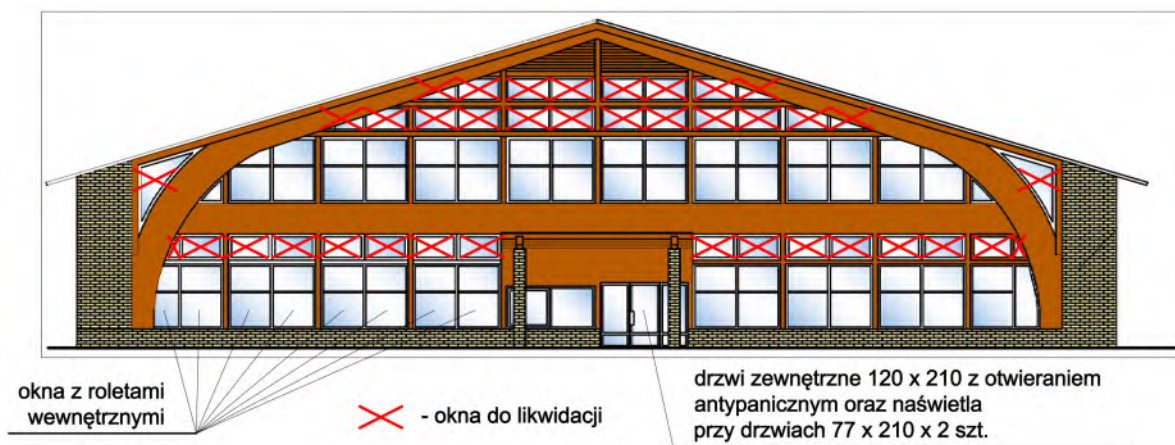 okna z roletami
wewnętrznymi
- okna do likwidacji
drzwi zewnętrzne 120 x 210 z otwieraniem
antypanicznym oraz naświetla
przy drzwiach 77 x 210 x 2 szt.